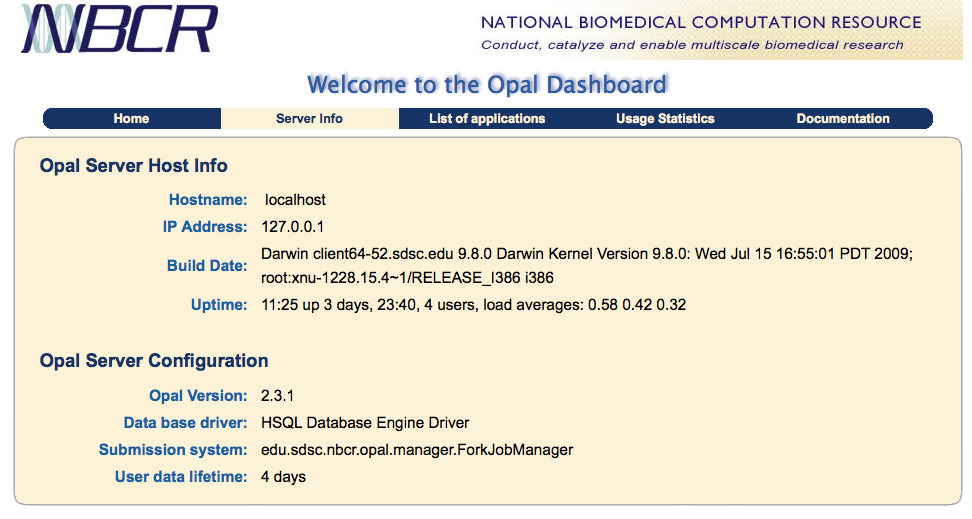 NBCR
NATIONAL BIOMEDICAL COMPUTATION RESOURCE
Conduct, catalyze and enable multiscale biomedical research
Welcome to the Opal Dashboard
Home Server Info List of applications Usage Statistics Documentation
Opal Server Host Info
Hostname: localhost
IP Address: 127.0.0.1
Build Date: Darwin client64-52.sdsc.edu 9.8.0 Darwin Kernel Version 9.8.0: Wed Jul 15 16:55:01 PDT 2009;
root:xnu-1228.15.4~1/RELEASE_I386 i386
Uptime: 11:25 up 3 days, 23:40, 4 users, load averages: 0.58 0.42 0.32
Opal Server Configuration
Opal Version: 2.3.1
Data base driver: HSQL Database Engine Driver
Submission system: edu.sdsc.nbcr.opal.manager.ForkJobManager
User data lifetime: 4 days